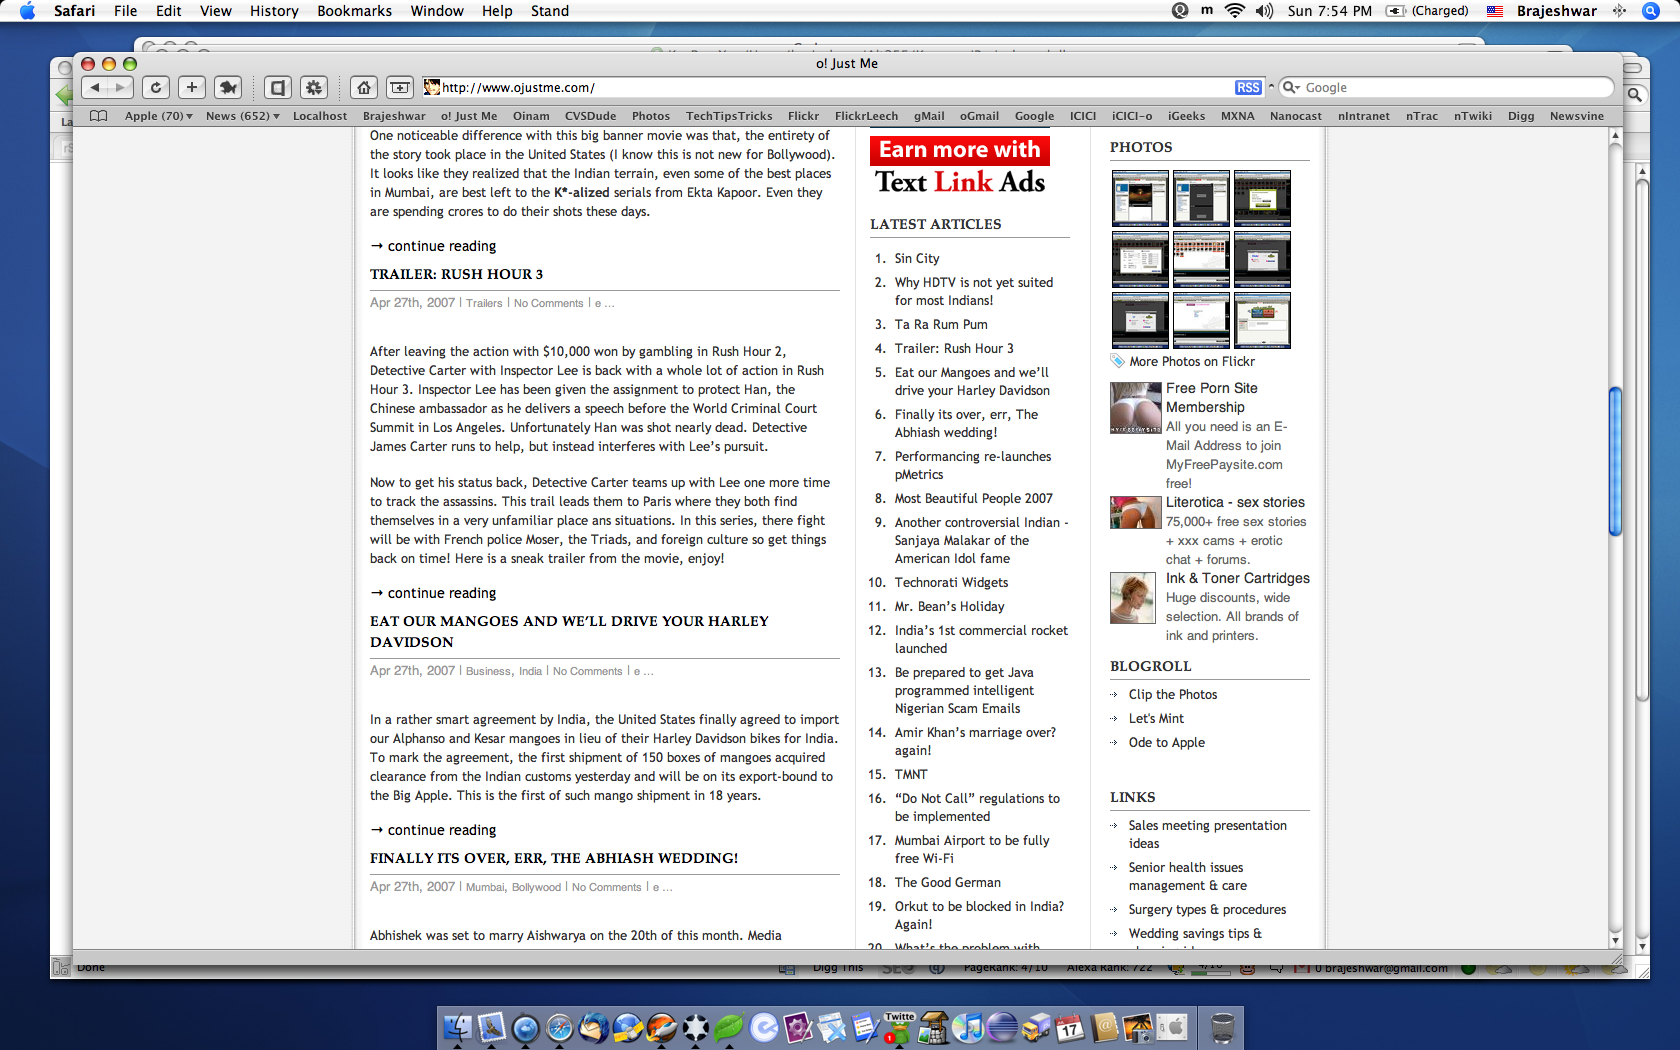 Safari File Edit View History Bookmarks Window Help Stand
m Sun 7:54 PM (Charged) Brajeshwar
o! Just Me
http://www.ojustme.com/
RSS
Google
Apple (70) News (652) Localhost Brajeshwar o! Just Me Oinam CVSDude Photos TechTipsTricks Flickr FlickrLeech gMail oGmail Google ICICI iCICI-o iGeeks MXNA Nanocast nIntranet nTrac nTwiki Digg Newsvine
One noticeable difference with this big banner movie was that, the entirety of
the story took place in the United States (I know this is not new for Bollywood).
It looks like they realized that the Indian terrain, even some of the best places
in Mumbai, are best left to the K*-alized serials from Ekta Kapoor. Even they
are spending crores to do their shots these days.
→ continue reading
TRAILER: RUSH HOUR 3
Apr 27th, 2007 | Trailers | No Comments | e ...
After leaving the action with $10,000 won by gambling in Rush Hour 2,
Detective Carter with Inspector Lee is back with a whole lot of action in Rush
Hour 3. Inspector Lee has been given the assignment to protect Han, the
Chinese ambassador as he delivers a speech before the World Criminal Court
Summit in Los Angeles. Unfortunately Han was shot nearly dead. Detective
James Carter runs to help, but instead interferes with Lee's pursuit.
Now to get his status back, Detective Carter teams up with Lee one more time
to track the assassins. This trail leads them to Paris where they both find
themselves in a very unfamiliar place ans situations. In this series, there fight
will be with French police Moser, the Triads, and foreign culture so get things
back on time! Here is a sneak trailer from the movie, enjoy!
→ continue reading
EAT OUR MANGOES AND WE'LL DRIVE YOUR HARLEY
DAVIDSON
Apr 27th, 2007 | Business, India | No Comments | e ...
In a rather smart agreement by India, the United States finally agreed to import
our Alphanso and Kesar mangoes in lieu of their Harley Davidson bikes for India.
To mark the agreement, the first shipment of 150 boxes of mangoes acquired
clearance from the Indian customs yesterday and will be on its export-bound to
the Big Apple. This is the first of such mango shipment in 18 years.
→ continue reading
FINALLY ITS OVER, ERR, THE ABHIASH WEDDING!
Apr 27th, 2007 | Mumbai, Bollywood | No Comments | e ...
Abhishek was set to marry Aishwarya on the 20th of this month. Media
Earn more with
Text Link Ads
LATEST ARTICLES
1. Sin City
2. Why HDTV is not yet suited
for most Indians!
3. Ta Ra Rum Pum
4. Trailer: Rush Hour 3
5. Eat our Mangoes and we'll
drive your Harley Davidson
6. Finally its over, err, The
Abhiash wedding!
7. Performancing re-launches
pMetrics
8. Most Beautiful People 2007
9. Another controversial Indian -
Sanjaya Malakar of the
American Idol fame
10. Technorati Widgets
11. Mr. Bean's Holiday
12. India's 1st commercial rocket
launched
13. Be prepared to get Java
programmed intelligent
Nigerian Scam Emails
14. Amir Khan's marriage over?
again!
15. TMNT
16. "Do Not Call" regulations to
be implemented
17. Mumbai Airport to be fully
free Wi-Fi
18. The Good German
19. Orkut to be blocked in India?
Again!
20. What's the problem with
PHOTOS
More Photos on Flickr
Free Porn Site
Membership
All you need is an E-
Mail Address to join
MyFreePaysite.com
free!
Literotica - sex stories
75,000+ free sex stories
+ xxx cams + erotic
chat + forums.
Ink & Toner Cartridges
Huge discounts, wide
selection. All brands of
ink and printers.
BLOGROLL
Clip the Photos
Let's Mint
Ode to Apple
LINKS
Sales meeting presentation
ideas
Senior health issues
management & care
Surgery types & procedures
Wedding savings tips &
Done Digg This SEO PageRank: 4/10 Alexa Rank: 722 4/10 0 brajeshwar@gmail.com
Twitte
1
17